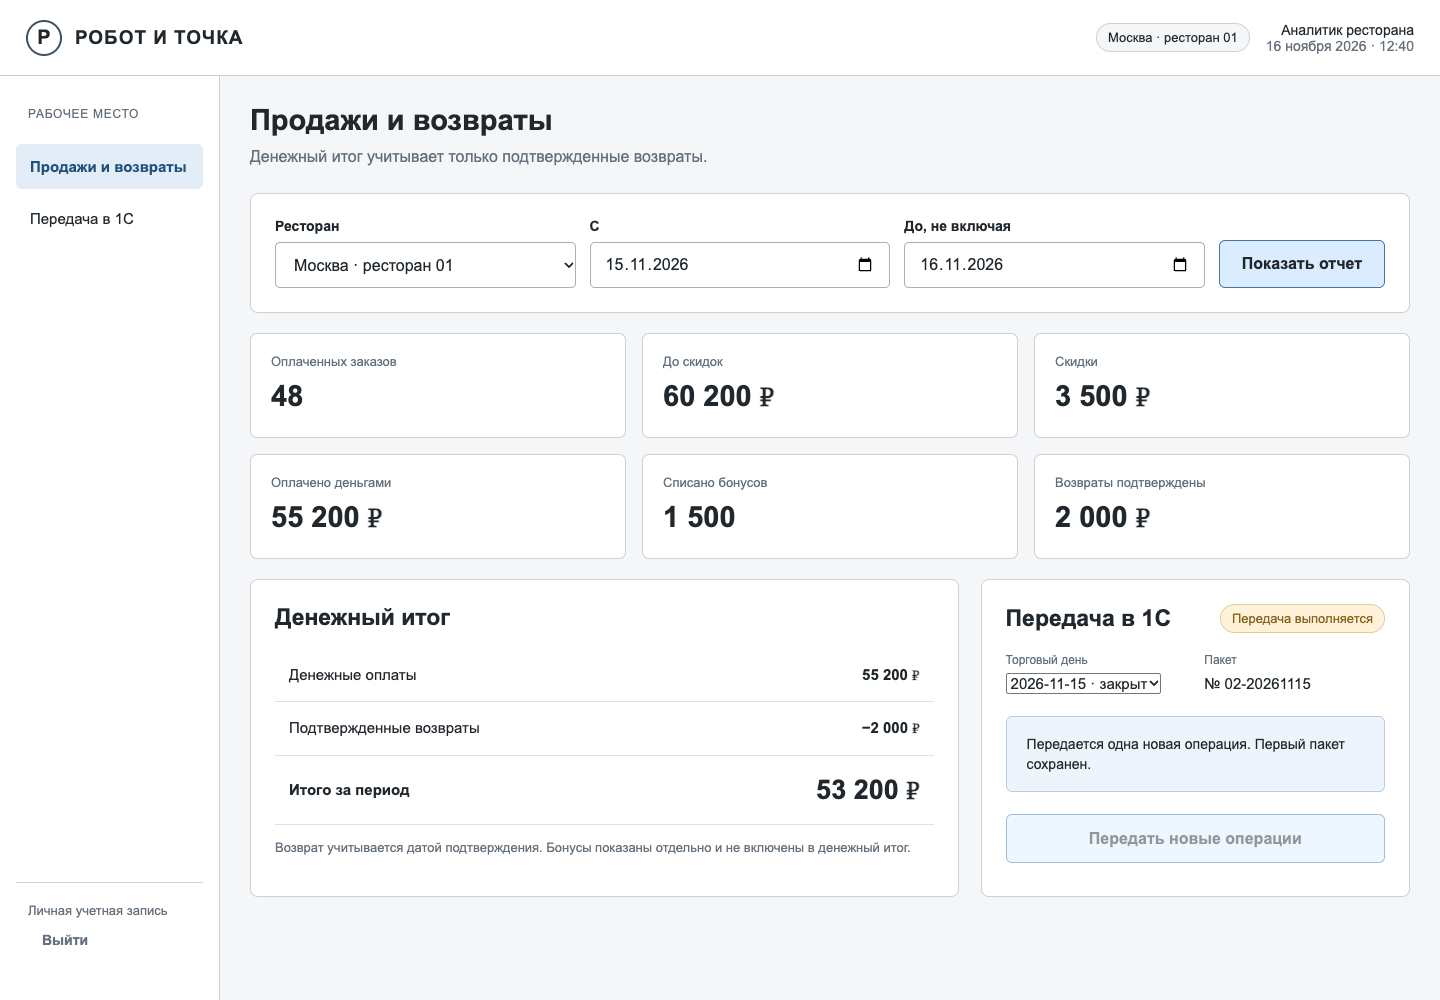 Р РОБОТ И ТОЧКА
Москва · ресторан 01
Аналитик ресторана
16 ноября 2026 · 12:40
РАБОЧЕЕ МЕСТО
Продажи и возвраты
Передача в 1С
Личная учетная запись
Выйти
Продажи и возвраты
Денежный итог учитывает только подтвержденные возвраты.
Ресторан
Москва · ресторан 01
С
15.11.2026
До, не включая
16.11.2026
Показать отчет
Оплаченных заказов
48
До скидок
60 200 ₽
Скидки
3 500 ₽
Оплачено деньгами
55 200 ₽
Списано бонусов
1 500
Возвраты подтверждены
2 000 ₽
Денежный итог
Денежные оплаты 55 200 ₽
Подтвержденные возвраты −2 000 ₽
Итого за период 53 200 ₽
Возврат учитывается датой подтверждения. Бонусы показаны отдельно и не включены в денежный итог.
Передача в 1С
Передача выполняется
Торговый день
2026-11-15 · закрыт
Пакет
№ 02-20261115
Передается одна новая операция. Первый пакет
сохранен.
Передать новые операции